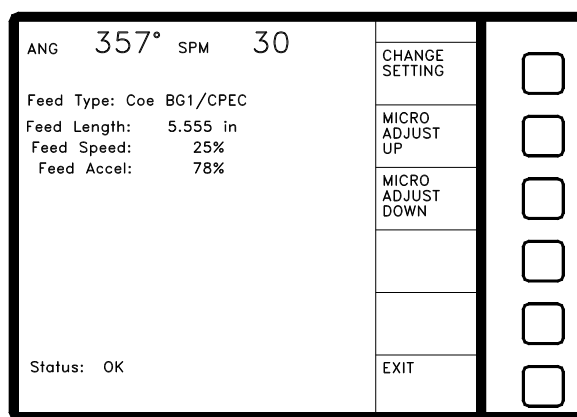 ANG 357° SPM 30
Feed Type: Coe BG1/CPEC
Feed Length: 5.555 in
Feed Speed: 25%
Feed Accel: 78%
Status: OK
CHANGE
SETTING
MICRO
ADJUST
UP
MICRO
ADJUST
DOWN
EXIT